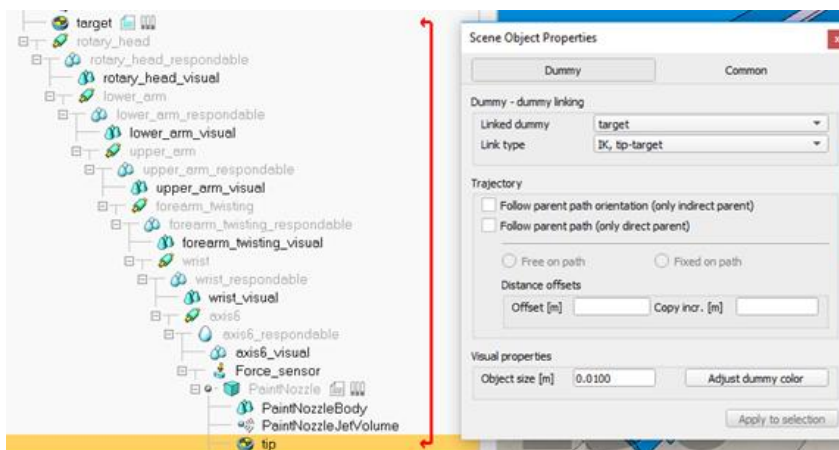 target
rotary_head
rotary_head_respondable
rotary_head_visual
lower_arm
lower_arm_respondable
lower_arm_visual
upper_arm
upper_arm_respondable
upper_arm_visual
forearm_twisting
forearm_twisting_respondable
forearm_twisting_visual
wrist
wrist_respondable
wrist_visual
axis6
axis6_respondable
axis6_visual
Force_sensor
PaintNozzle
PaintNozzleBody
PaintNozzleJetVolume
tip
Scene Object Properties
Dummy Common
Dummy - dummy linking
Linked dummy target
Link type IK, tip-target
Trajectory
Follow parent path orientation (only indirect parent)
Follow parent path (only direct parent)
Free on path Fixed on path
Distance offsets
Offset [m] Copy incr. [m]
Visual properties
Object size [m] 0.0100 Adjust dummy color
Apply to selection